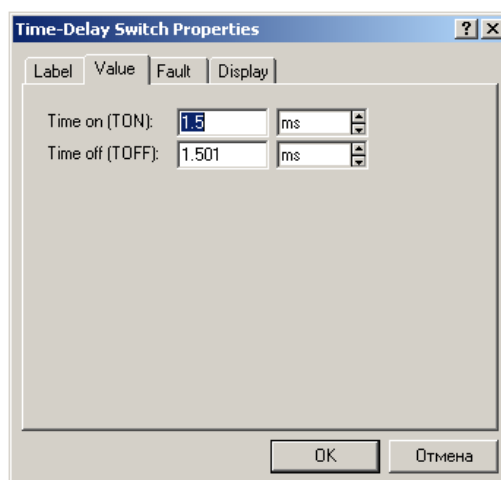 Time-Delay Switch Properties
Label Value Fault Display
Time on (TON): 1.5 ms
Time off (TOFF): 1.501 ms
OK Отмена